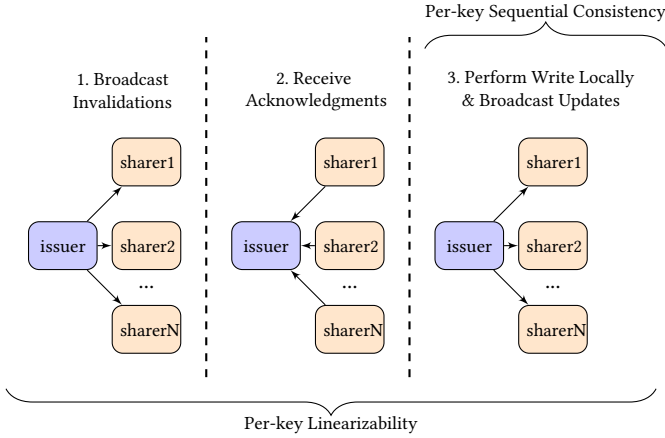 Per-key Sequential Consistency
1. Broadcast
Invalidations
2. Receive
Acknowledgments
3. Perform Write Locally
& Broadcast Updates
sharer1
issuer
sharer2
...
sharerN
sharer1
issuer
sharer2
...
sharerN
sharer1
issuer
sharer2
...
sharerN
Per-key Linearizability